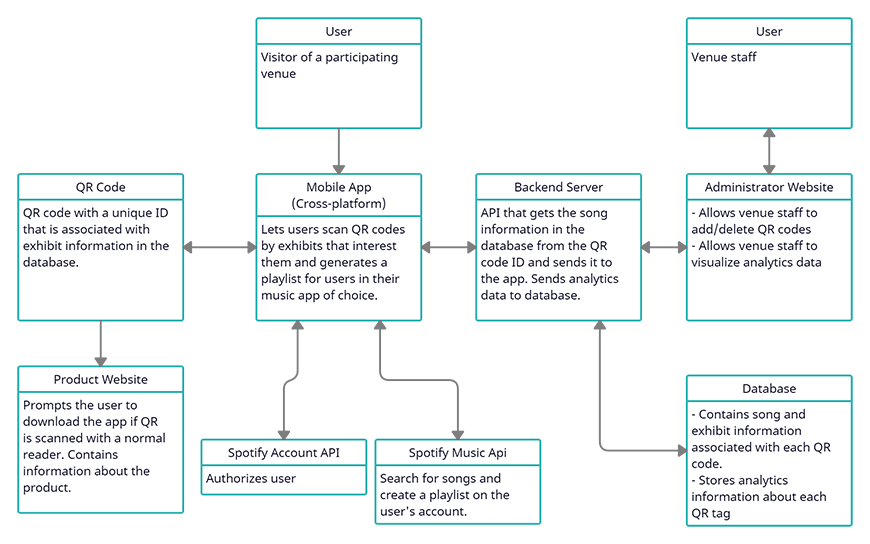 User
Visitor of a participating
venue
User
Venue staff
QR Code
QR code with a unique ID
that is associated with
exhibit information in the
database.
Mobile App
(Cross-platform)
Lets users scan QR codes
by exhibits that interest
them and generates a
playlist for users in their
music app of choice.
Backend Server
API that gets the song
information in the
database from the QR
code ID and sends it to
the app. Sends analytics
data to database.
Administrator Website
- Allows venue staff to
add/delete QR codes
- Allows venue staff to
visualize analytics data
Product Website
Prompts the user to
download the app if QR
is scanned with a normal
reader. Contains
information about the
product.
Spotify Account API
Authorizes user
Spotify Music Api
Search for songs and
create a playlist on the
user's account.
Database
- Contains song and
exhibit information
associated with each QR
code.
- Stores analytics
information about each
QR tag